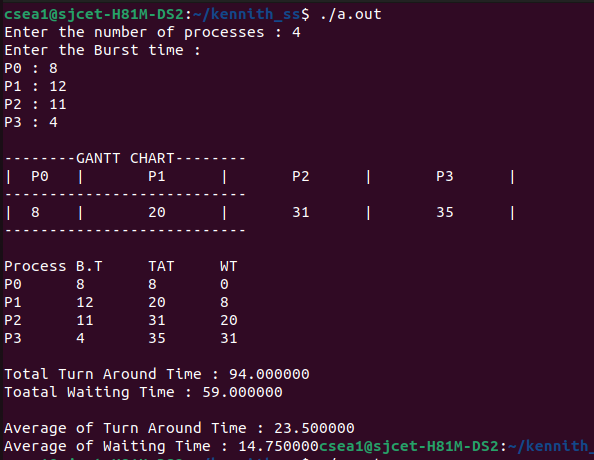 csea1@sjcet-H81M-DS2:~/kennith_ss$ ./a.out
Enter the number of processes : 4
Enter the Burst time :
P0 : 8
P1 : 12
P2 : 11
P3 : 4
--------GANTT CHART--------
|  P0   |       P1      |       P2      |       P3      |
---------------------------
|  8    |       20      |       31      |       35      |
---------------------------
Process B.T     TAT     WT
P0      8       8       0
P1      12      20      8
P2      11      31      20
P3      4       35      31
Total Turn Around Time : 94.000000
Toatal Waiting Time : 59.000000
Average of Turn Around Time : 23.500000
Average of Waiting Time : 14.750000csea1@sjcet-H81M-DS2:~/kennith_